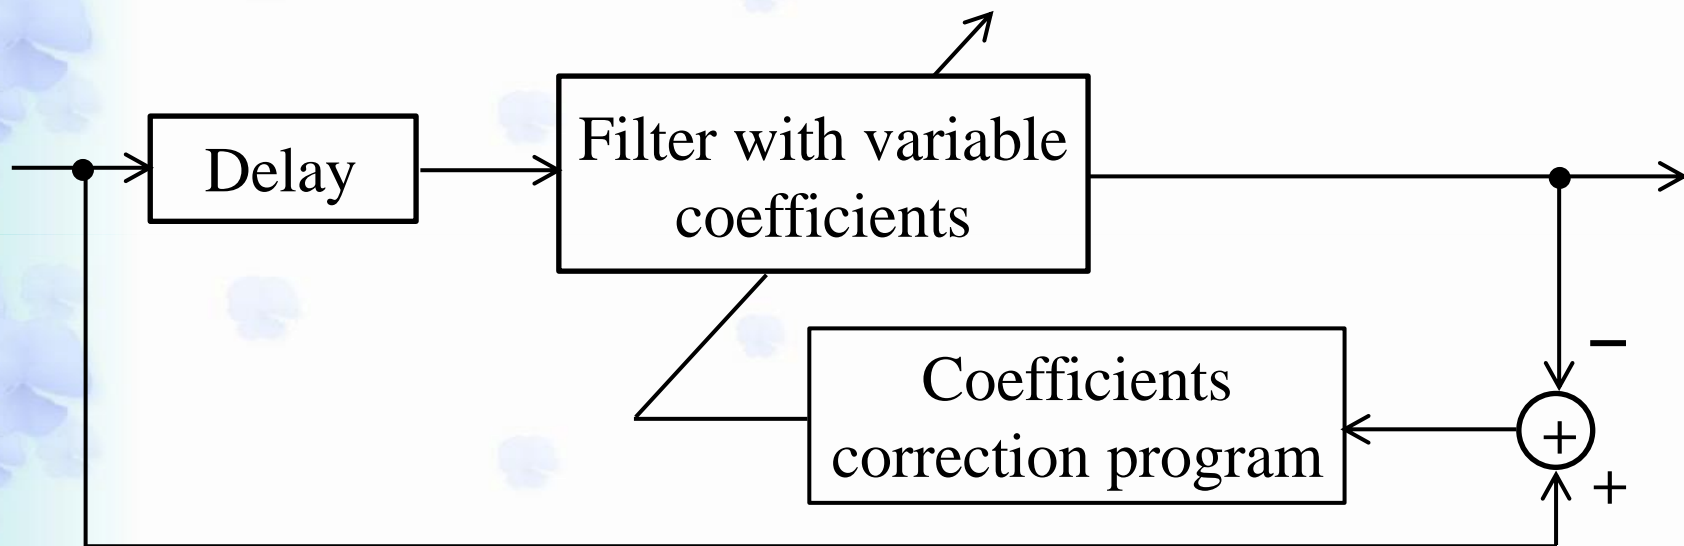 Delay
Filter with variable
coefficients
−
Coefficients
correction program
+
+